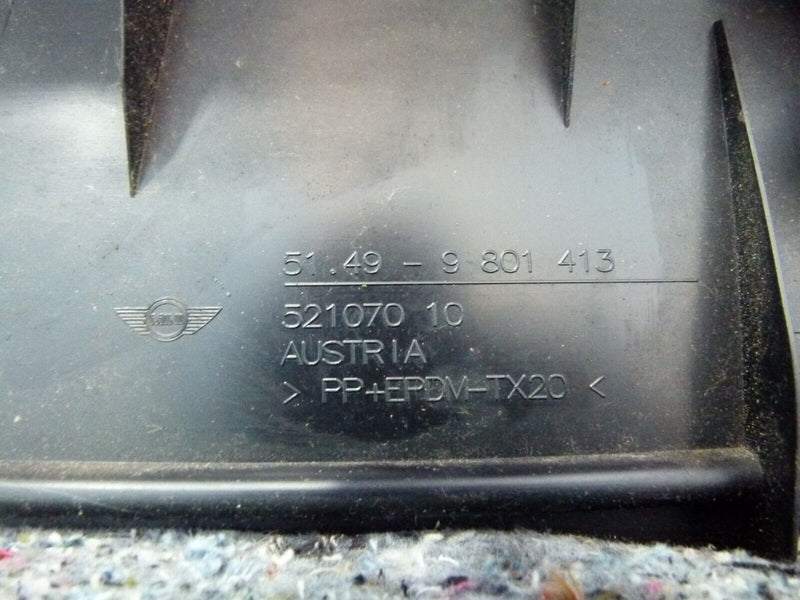 51.49 - 9 801 413
521070 10
AUSTRIA
> PP+EPDM-TX20 <